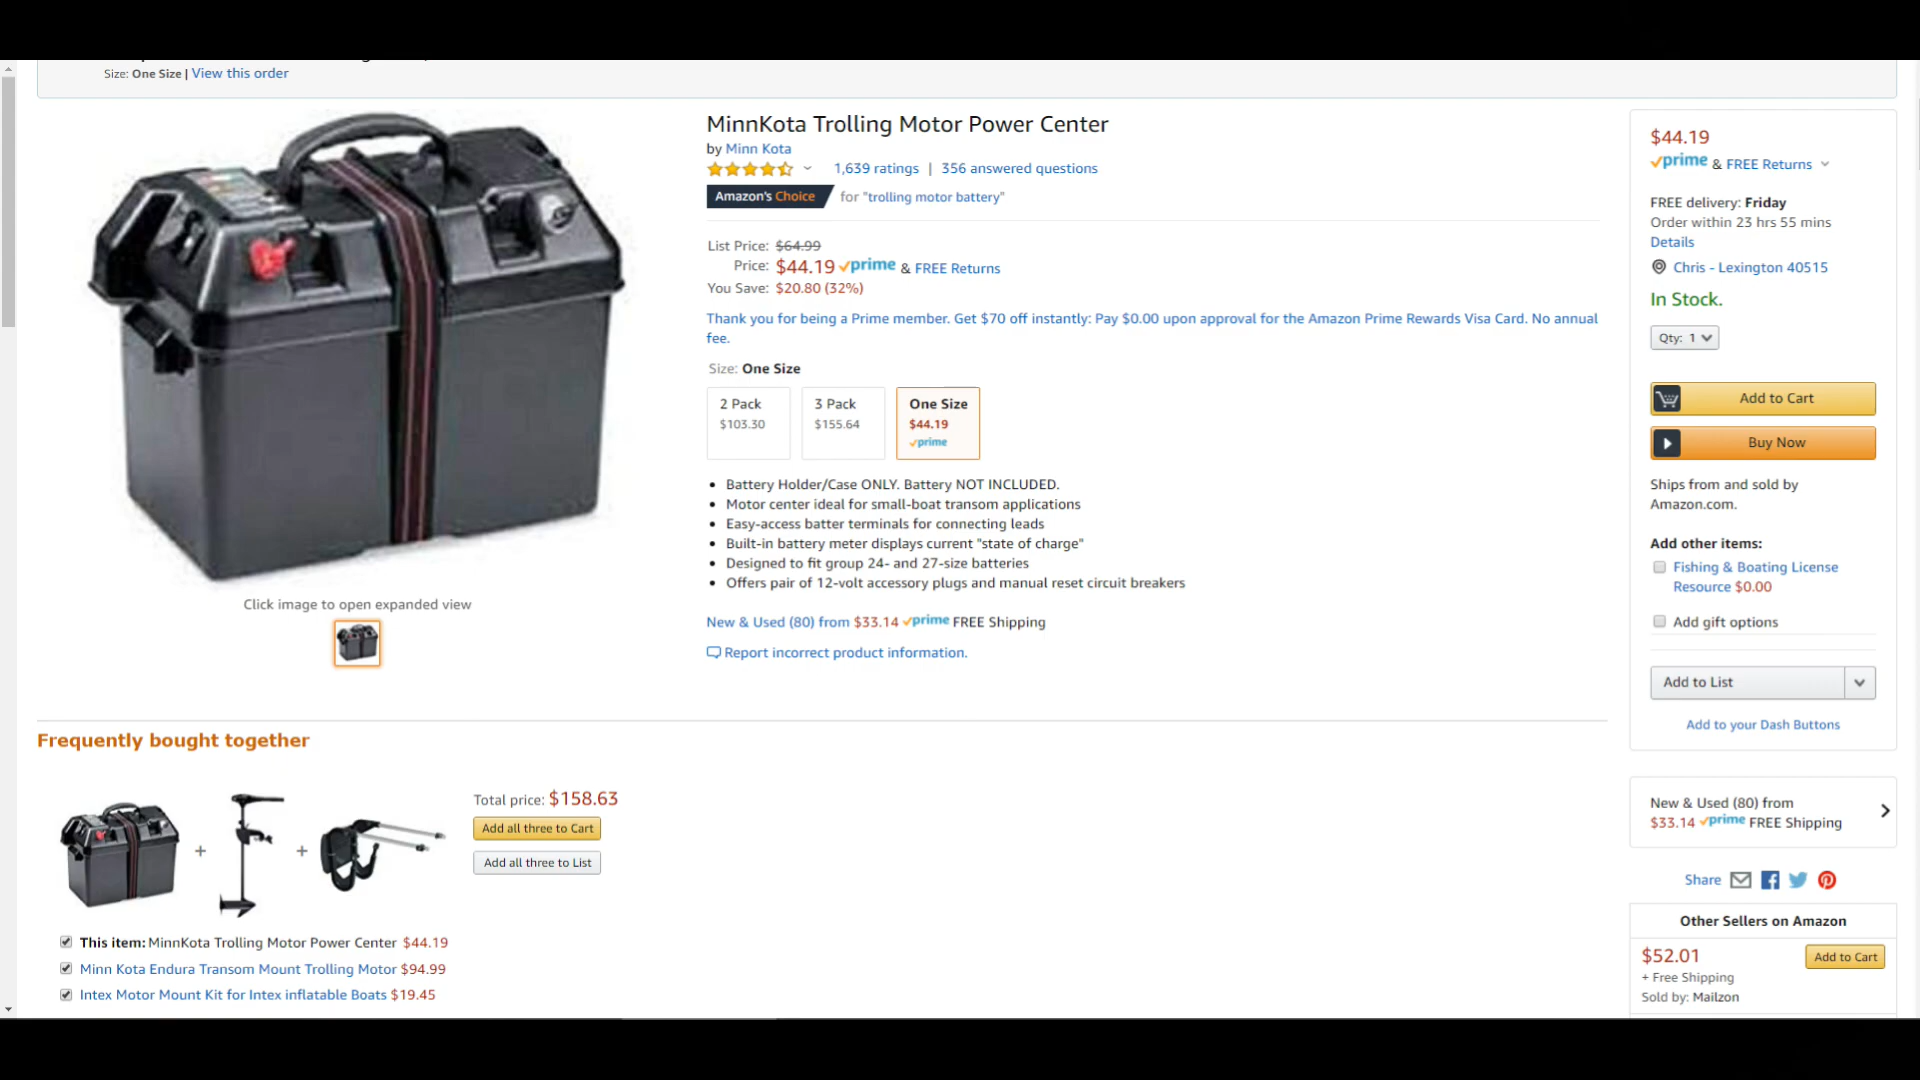 Size: One Size | View this order
MinnKota Trolling Motor Power Center
by Minn Kota
1,639 ratings | 356 answered questions
Amazon's Choice for "trolling motor battery"
List Price: $64.99
Price: $44.19 prime & FREE Returns
You Save: $20.80 (32%)
Thank you for being a Prime member. Get $70 off instantly: Pay $0.00 upon approval for the Amazon Prime Rewards Visa Card. No annual
fee.
Size: One Size
2 Pack
$103.30
3 Pack
$155.64
One Size
$44.19
prime
Battery Holder/Case ONLY. Battery NOT INCLUDED.
Motor center ideal for small-boat transom applications
Easy-access batter terminals for connecting leads
Built-in battery meter displays current "state of charge"
Designed to fit group 24- and 27-size batteries
Offers pair of 12-volt accessory plugs and manual reset circuit breakers
New & Used (80) from $33.14 prime FREE Shipping
Report incorrect product information.
Click image to open expanded view
$44.19
prime & FREE Returns
FREE delivery: Friday
Order within 23 hrs 55 mins
Details
Chris - Lexington 40515
In Stock.
Qty: 1
Add to Cart
Buy Now
Ships from and sold by
Amazon.com.
Add other items:
Fishing & Boating License
Resource $0.00
Add gift options
Add to List
Add to your Dash Buttons
New & Used (80) from
$33.14 prime FREE Shipping
Share
Other Sellers on Amazon
$52.01
Add to Cart
+ Free Shipping
Sold by: Mailzon
Frequently bought together
+
+
Total price: $158.63
Add all three to Cart
Add all three to List
This item: MinnKota Trolling Motor Power Center $44.19
Minn Kota Endura Transom Mount Trolling Motor $94.99
Intex Motor Mount Kit for Intex inflatable Boats $19.45